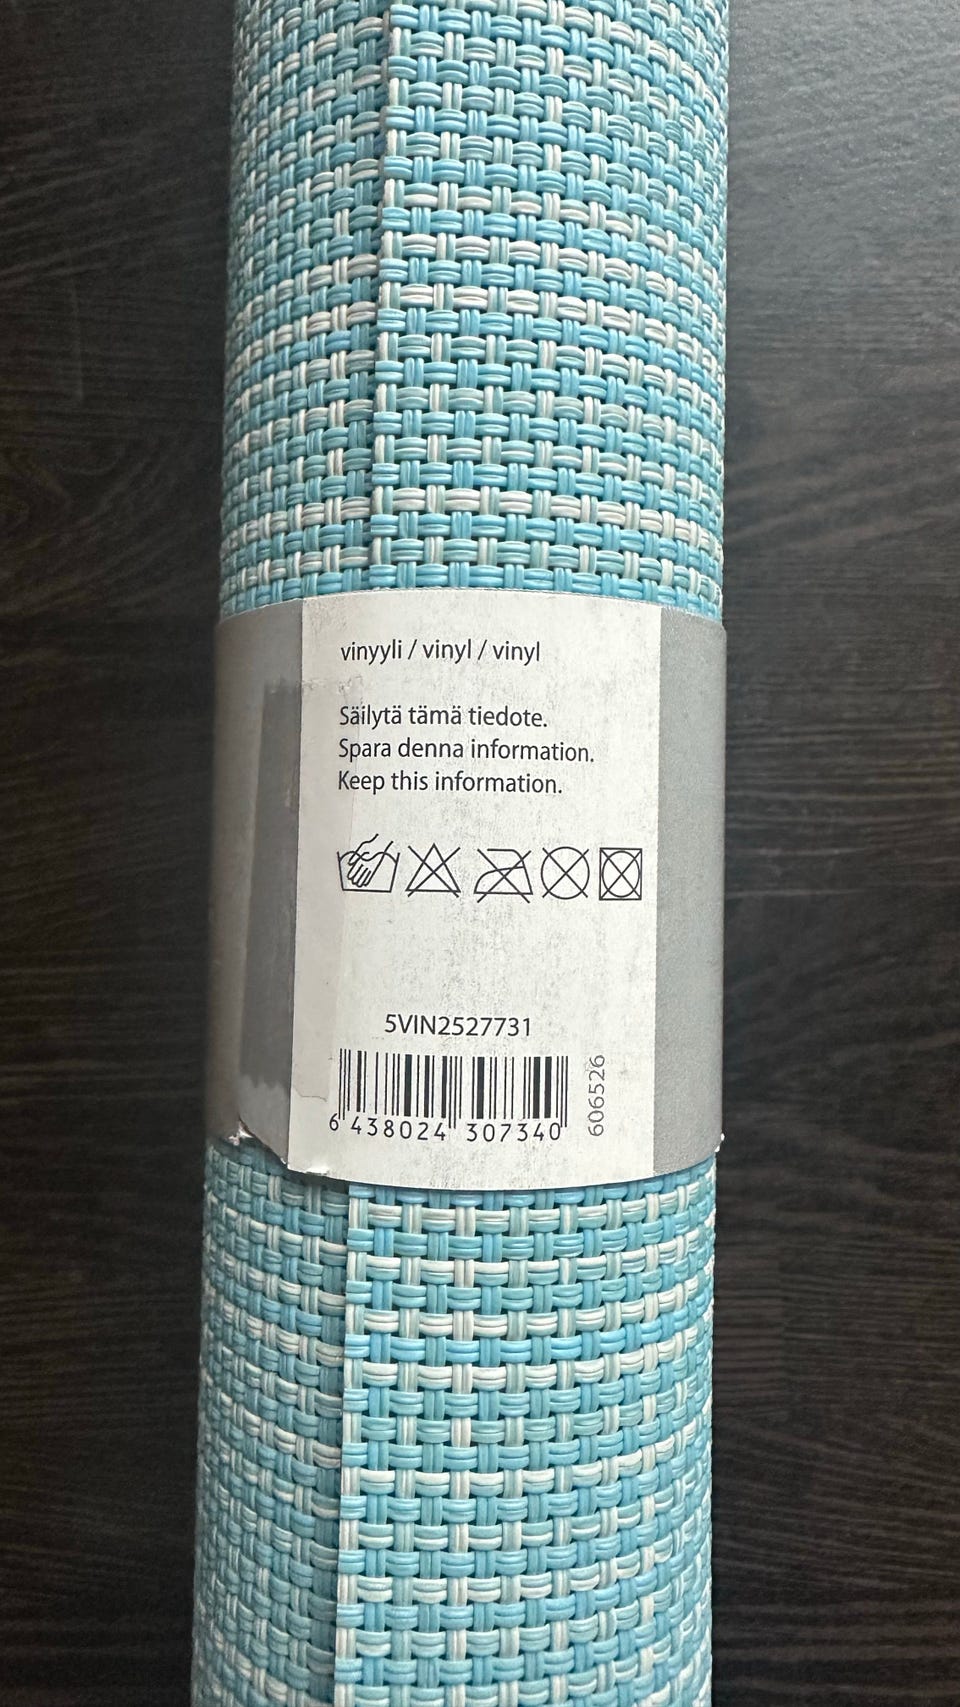 vinyyli / vinyl / vinyl
Säilytä tämä tiedote.
Spara denna information.
Keep this information.
5VIN2527731
6 438024 307340
606526